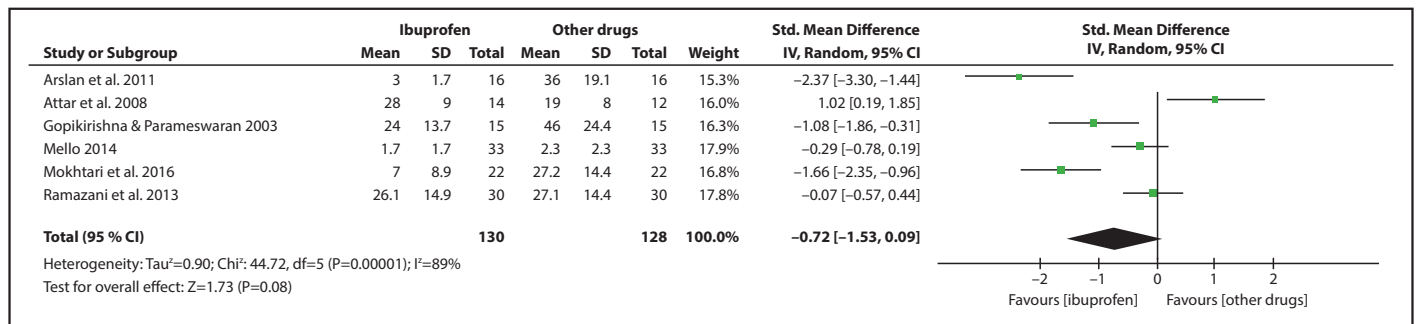 Ibuprofen Other drugs Std. Mean Difference Std. Mean Difference
Study or Subgroup Mean SD Total Mean SD Total Weight IV, Random, 95% CI IV, Random, 95% CI
Arslan et al. 2011 3 1.7 16 36 19.1 16 15.3% −2.37 [−3.30, −1.44]
Attar et al. 2008 28 9 14 19 8 12 16.0% 1.02 [0.19, 1.85]
Gopikirishna & Parameswaran 2003 24 13.7 15 46 24.4 15 16.3% −1.08 [−1.86, −0.31]
Mello 2014 1.7 1.7 33 2.3 2.3 33 17.9% −0.29 [−0.78, 0.19]
Mokhtari et al. 2016 7 8.9 22 27.2 14.4 22 16.8% −1.66 [−2.35, −0.96]
Ramazani et al. 2013 26.1 14.9 30 27.1 14.4 30 17.8% −0.07 [−0.57, 0.44]
Total (95 % CI) 130 128 100.0% −0.72 [−1.53, 0.09]
Heterogeneity: Tau²=0.90; Chi²: 44.72, df=5 (P=0.00001); I²=89%
Test for overall effect: Z=1.73 (P=0.08)
−2 −1 0 1 2
Favours [ibuprofen] Favours [other drugs]